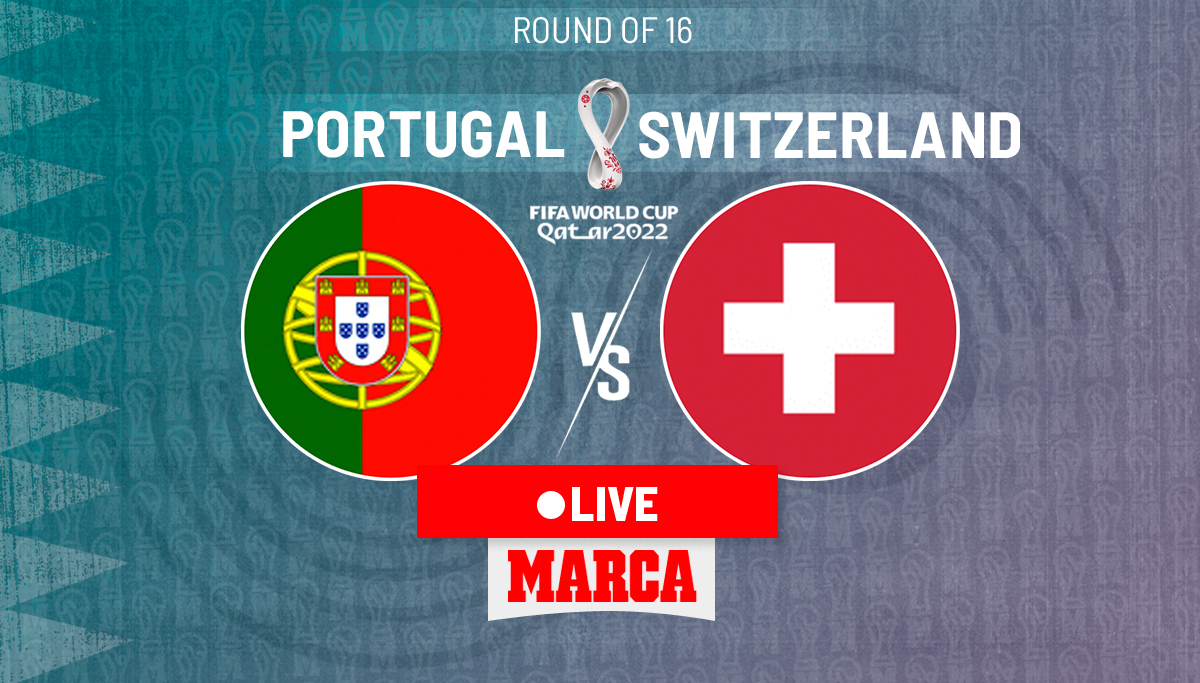 ROUND OF 16
PORTUGAL SWITZERLAND
FIFA WORLD CUP
Qatar2022
VS
LIVE
MARCA